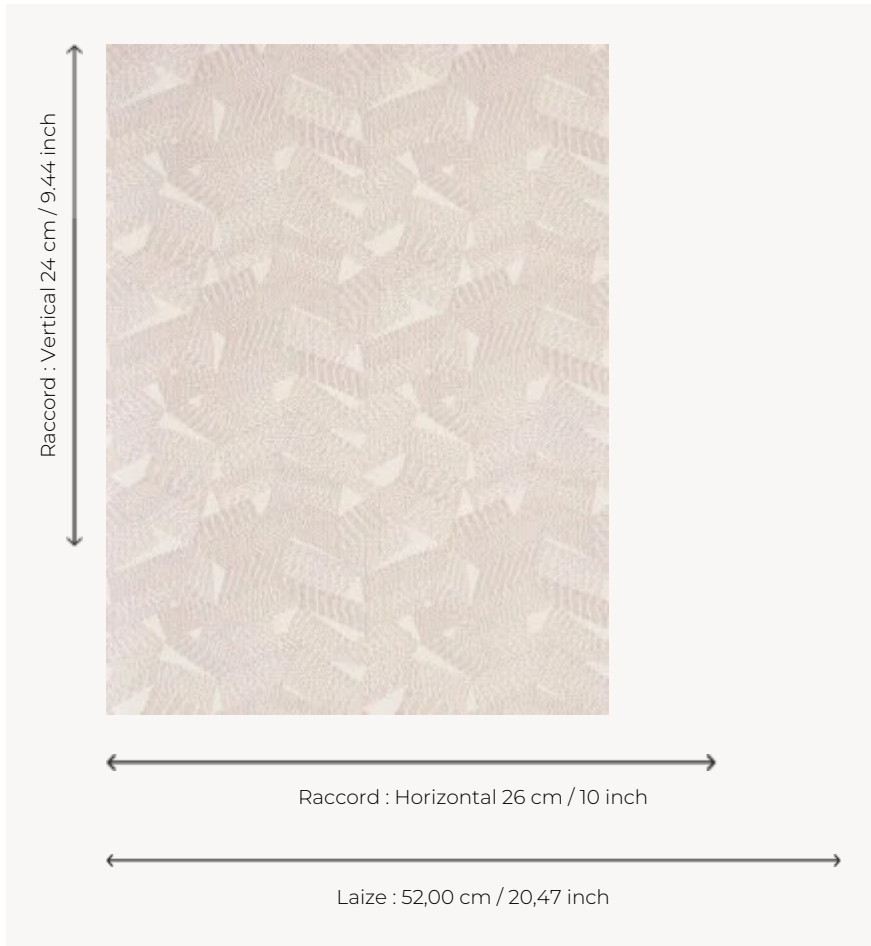 Raccord : Vertical 24 cm / 9.44 inch
Raccord : Horizontal 26 cm / 10 inch
Laize : 52,00 cm / 20,47 inch